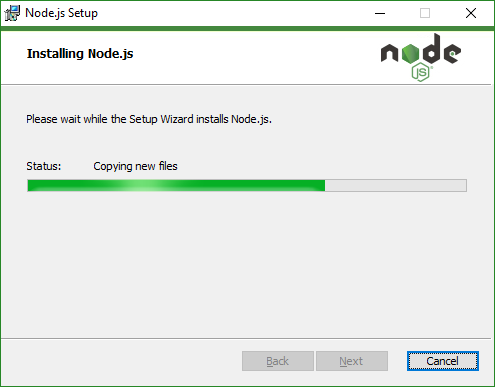 Node.js Setup
Installing Node.js
node
JS
Please wait while the Setup Wizard installs Node.js.
Status: Copying new files
Back Next Cancel